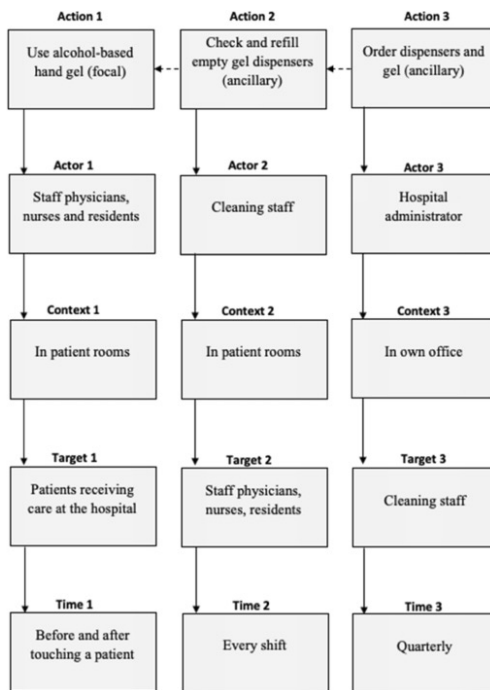 Action 1
Use alcohol-based
hand gel (focal)
Actor 1
Staff physicians,
nurses and residents
Context 1
In patient rooms
Target 1
Patients receiving
care at the hospital
Time 1
Before and after
touching a patient
Action 2
Check and refill
empty gel dispensers
(ancillary)
Actor 2
Cleaning staff
Context 2
In patient rooms
Target 2
Staff physicians,
nurses, residents
Time 2
Every shift
Action 3
Order dispensers and
gel (ancillary)
Actor 3
Hospital
administrator
Context 3
In own office
Target 3
Cleaning staff
Time 3
Quarterly